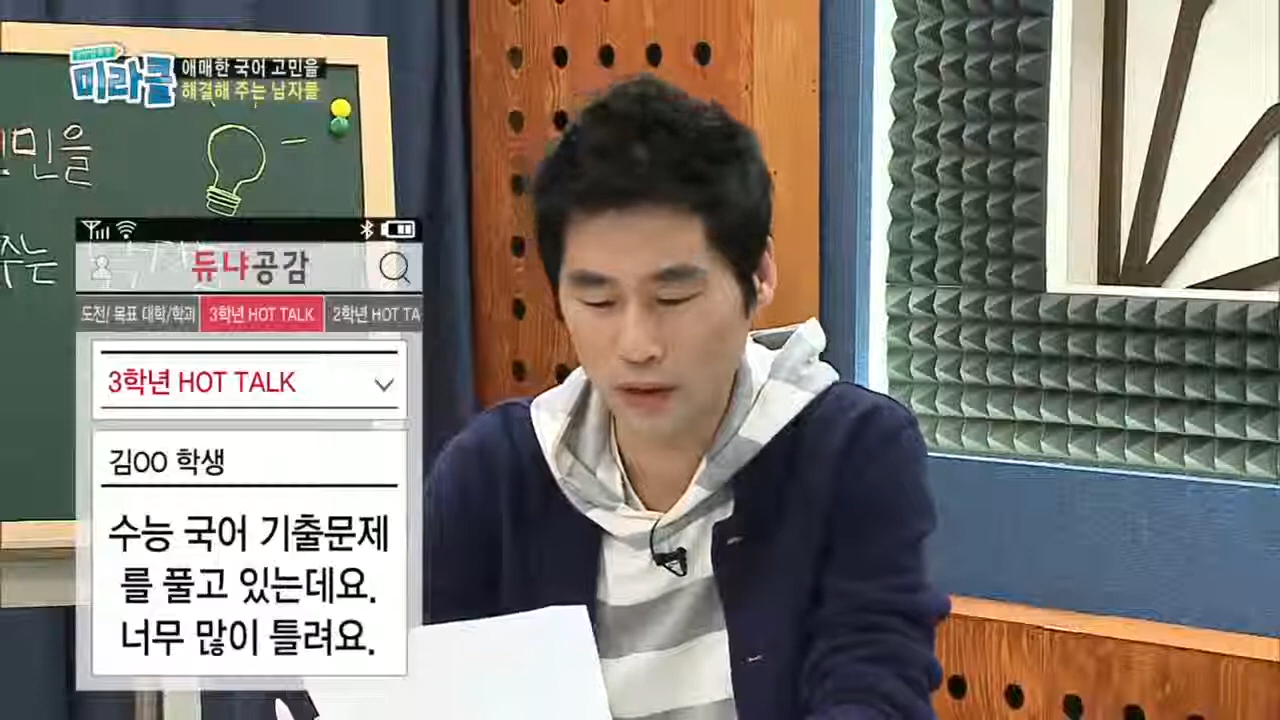 미라클
애매한 국어 고민을
해결해 주는 남자들
민을
주는
듀냐공감
도전/ 목표 대학/학과
3학년 HOT TALK
2학년 HOT TA
3학년 HOT TALK
김OO 학생
수능 국어 기출문제
를 풀고 있는데요.
너무 많이 틀려요.